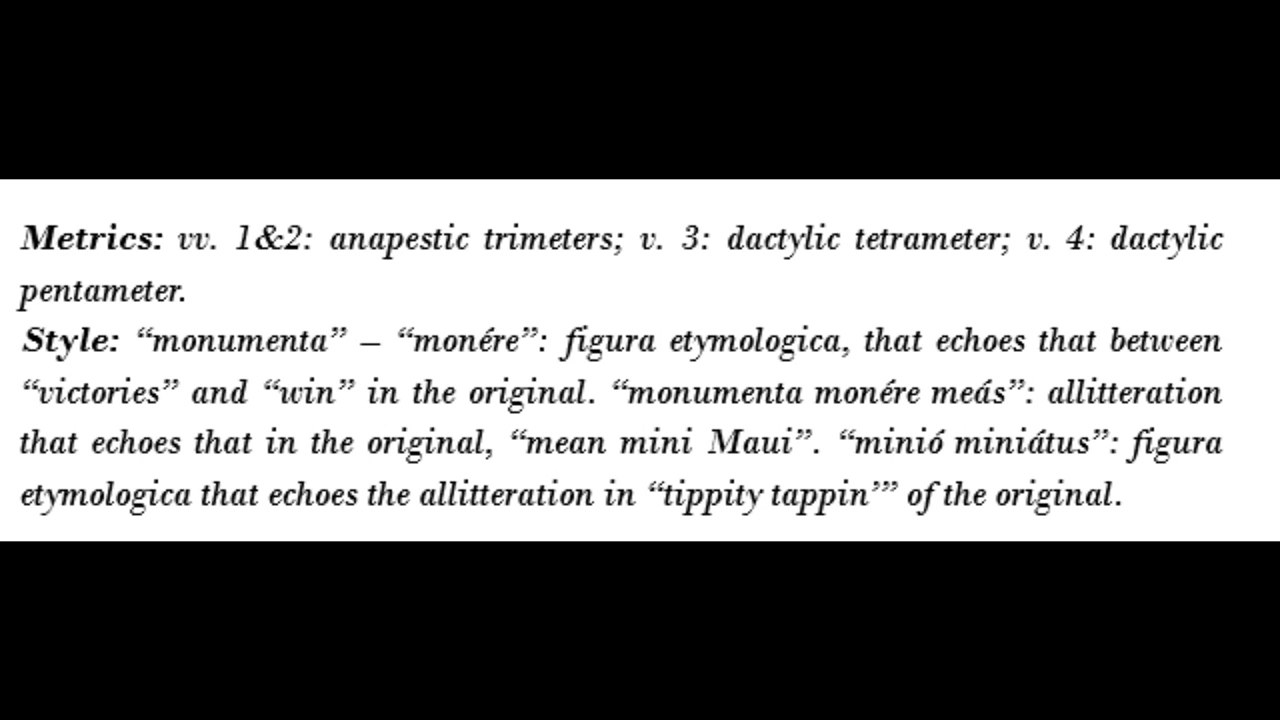 Metrics: vv. 1&2: anapestic trimeters; v. 3: dactylic tetrameter; v. 4: dactylic
pentameter.
Style: “monumenta” – “monére”: figura etymologica, that echoes that between
“victories” and “win” in the original. “monumenta monére meás”: allitteration
that echoes that in the original, “mean mini Maui”. “minió miniátus”: figura
etymologica that echoes the allitteration in “tippity tappin’” of the original.